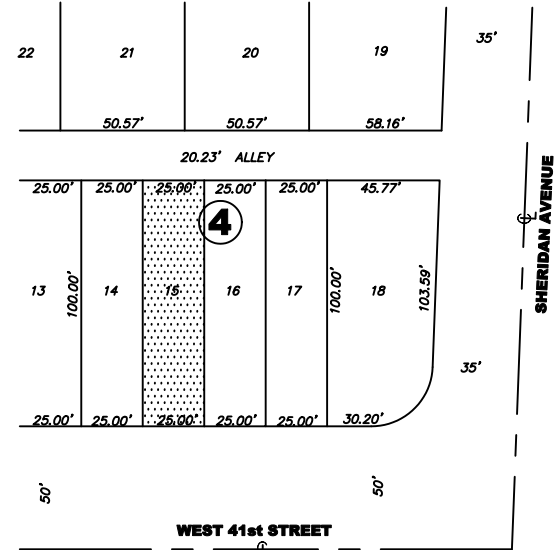 35'
22 21 20 19
50.57' 50.57' 58.16'
20.23' ALLEY
25.00' 25.00' 25.00' 25.00' 25.00' 45.77'
4
SHERIDAN AVENUE
13 100.00' 14 15 16 17 100.00' 18 103.59'
35'
25.00' 25.00' 25.00' 25.00' 25.00' 30.20'
50' 50'
WEST 41st STREET